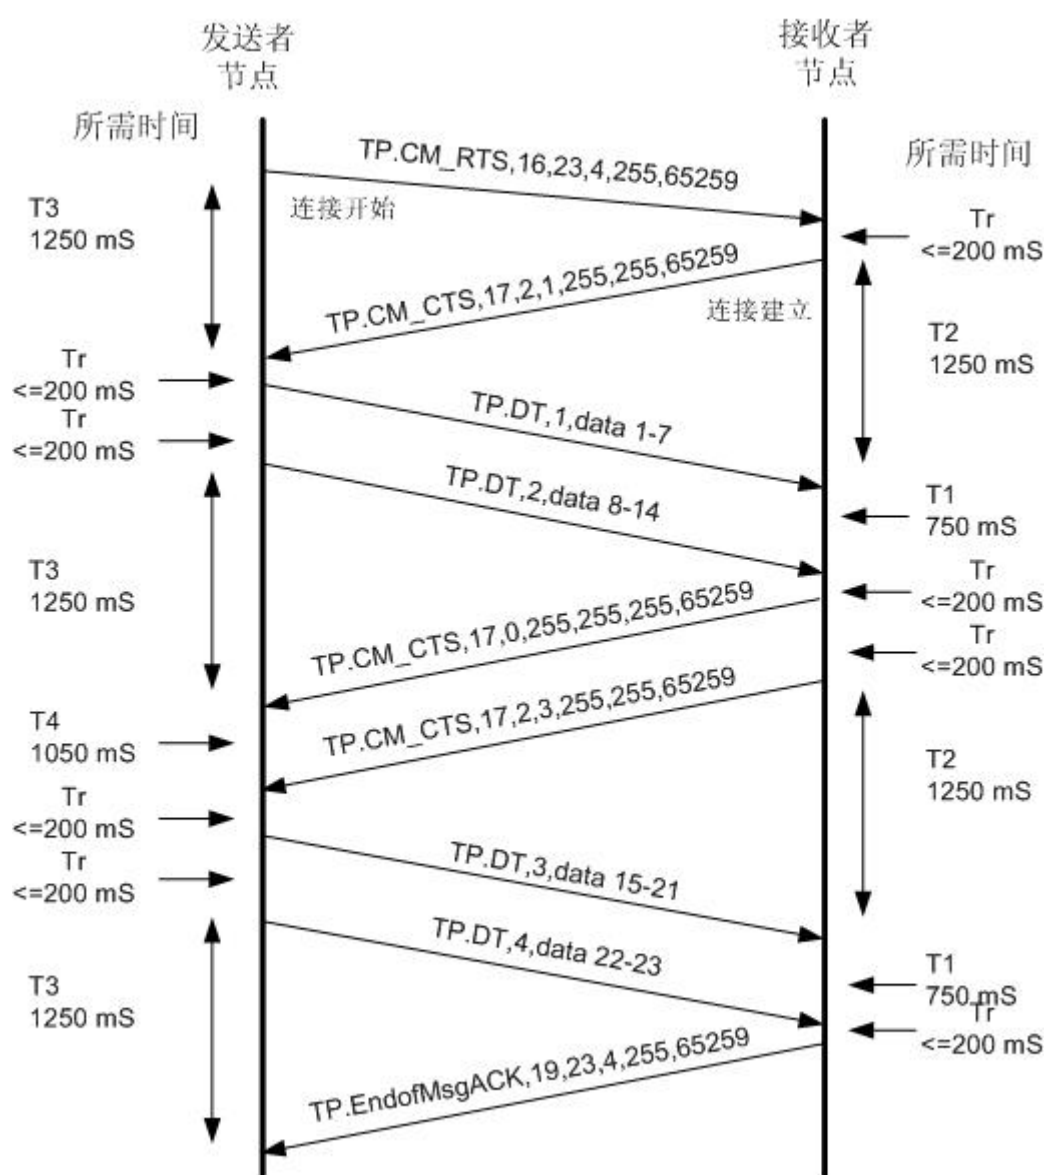 发送者
节点
接收者
节点
所需时间
所需时间
TP.CM_RTS,16,23,4,255,65259
连接开始
T3
1250 mS
Tr
<=200 mS
TP.CM_CTS,17,2,1,255,255,65259
连接建立
T2
1250 mS
Tr
<=200 mS
Tr
<=200 mS
TP.DT,1,data 1-7
TP.DT,2,data 8-14
T1
750 mS
T3
1250 mS
Tr
<=200 mS
TP.CM_CTS,17,0,255,255,255,65259
Tr
<=200 mS
TP.CM_CTS,17,2,3,255,255,65259
T4
1050 mS
T2
1250 mS
Tr
<=200 mS
Tr
<=200 mS
TP.DT,3,data 15-21
TP.DT,4,data 22-23
T1
750 mS
T3
1250 mS
Tr
<=200 mS
TP.EndofMsgACK,19,23,4,255,65259